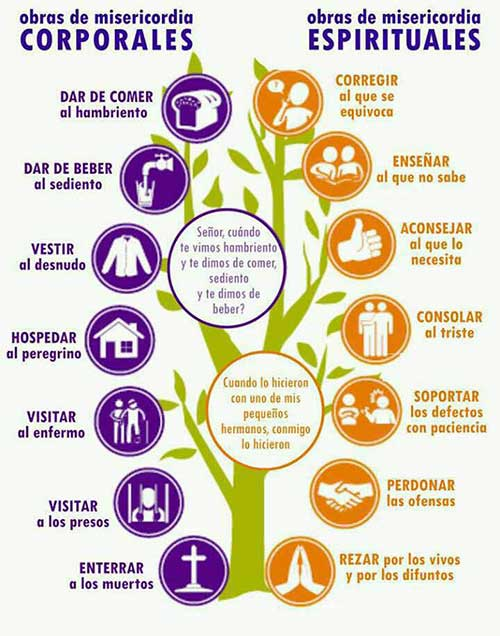 obras de misericordia
CORPORALES
DAR DE COMER
al hambriento
DAR DE BEBER
al sediento
VESTIR
al desnudo
HOSPEDAR
al peregrino
VISITAR
al enfermo
VISITAR
a los presos
ENTERRAR
a los muertos
Señor, cuándo
te vimos hambriento
y te dimos de comer,
sediento
y te dimos de
beber?
Cuando lo hicieron
con uno de mis
pequeños
hermanos, conmigo
lo hicieron
obras de misericordia
ESPIRITUALES
CORREGIR
al que se
equivoca
ENSEÑAR
al que no sabe
ACONSEJAR
al que lo
necesita
CONSOLAR
al triste
SOPORTAR
los defectos
con paciencia
PERDONAR
las ofensas
REZAR por los vivos
y por los difuntos